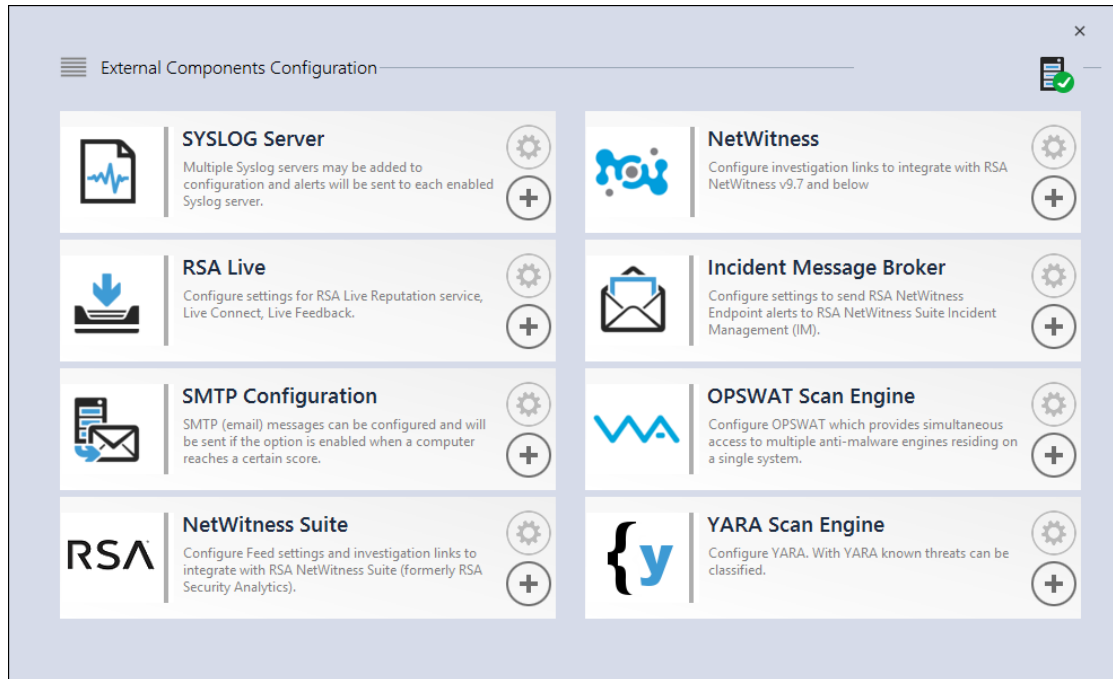 External Components Configuration
SYSLOG Server
Multiple Syslog servers may be added to
configuration and alerts will be sent to each enabled
Syslog server.
NetWitness
Configure investigation links to integrate with RSA
NetWitness v9.7 and below
RSA Live
Configure settings for RSA Live Reputation service,
Live Connect, Live Feedback.
Incident Message Broker
Configure settings to send RSA NetWitness
Endpoint alerts to RSA NetWitness Suite Incident
Management (IM).
SMTP Configuration
SMTP (email) messages can be configured and will
be sent if the option is enabled when a computer
reaches a certain score.
OPSWAT Scan Engine
Configure OPSWAT which provides simultaneous
access to multiple anti-malware engines residing on
a single system.
RSA
NetWitness Suite
Configure Feed settings and investigation links to
integrate with RSA NetWitness Suite (formerly RSA
Security Analytics).
{y
YARA Scan Engine
Configure YARA. With YARA known threats can be
classified.